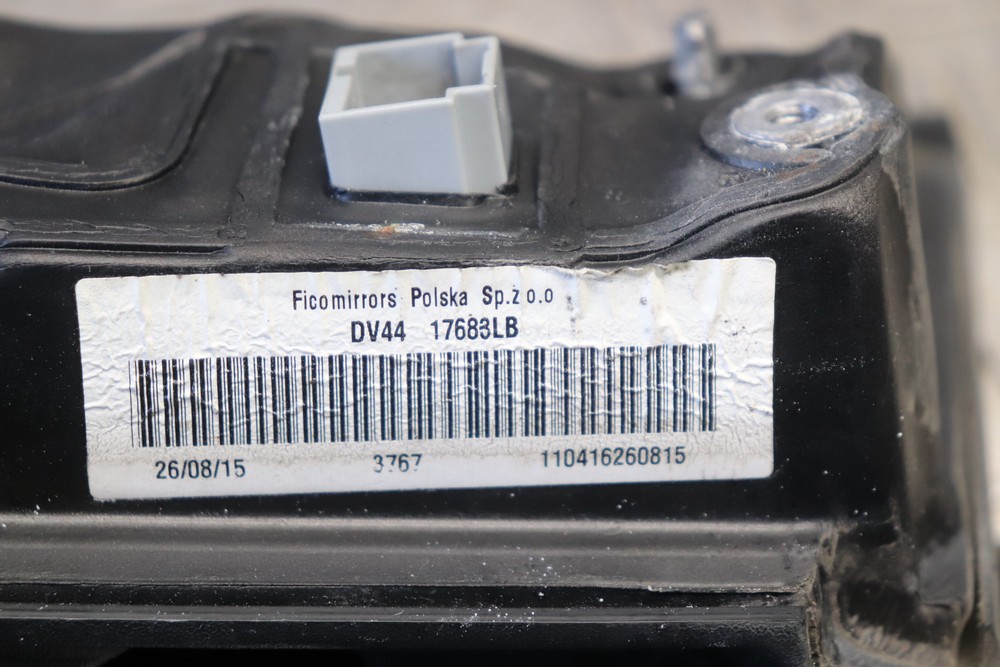 Ficomirrors Polska Sp.z o.o
DV44 17683LB
26/08/15 3767 110416260815